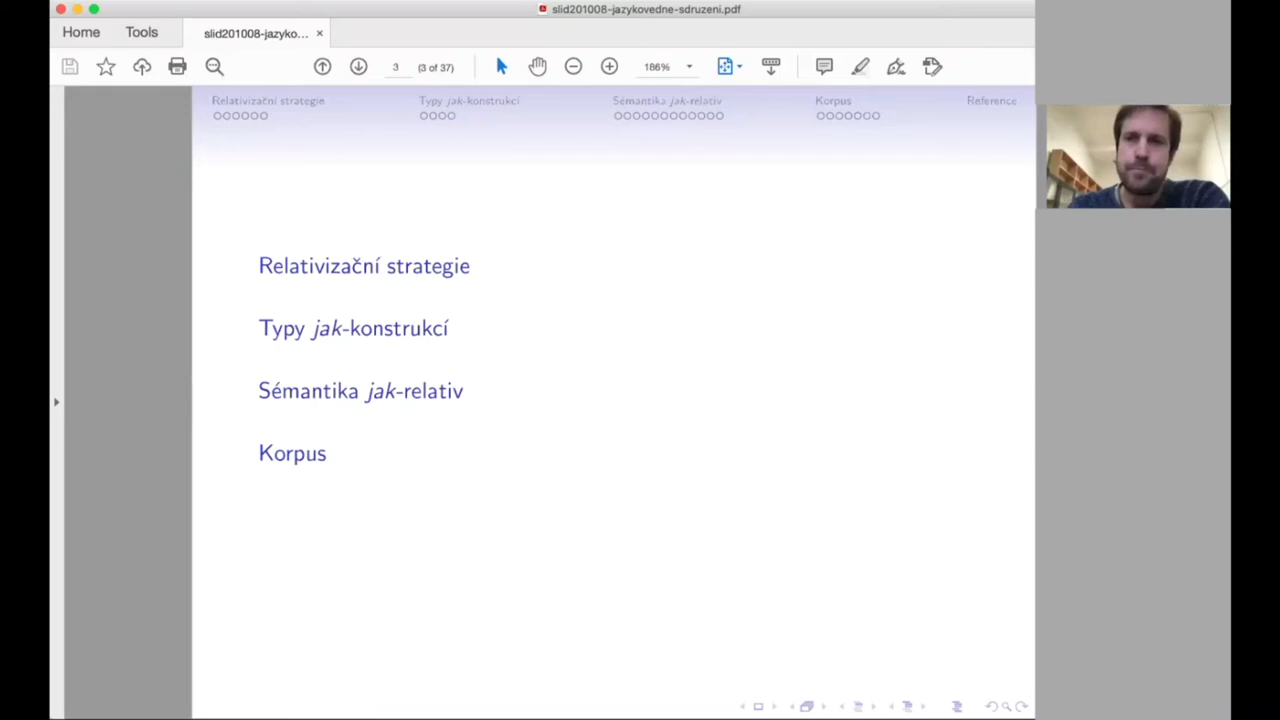 slid201008-jazykovedne-sdruzeni.pdf
Home Tools slid201008-jazyko... ×
3 (3 of 37) 186%
Relativizační strategie Typy jak-konstrukcí Sémantika jak-relativ Korpus Reference
Relativizační strategie
Typy jak-konstrukcí
Sémantika jak-relativ
Korpus